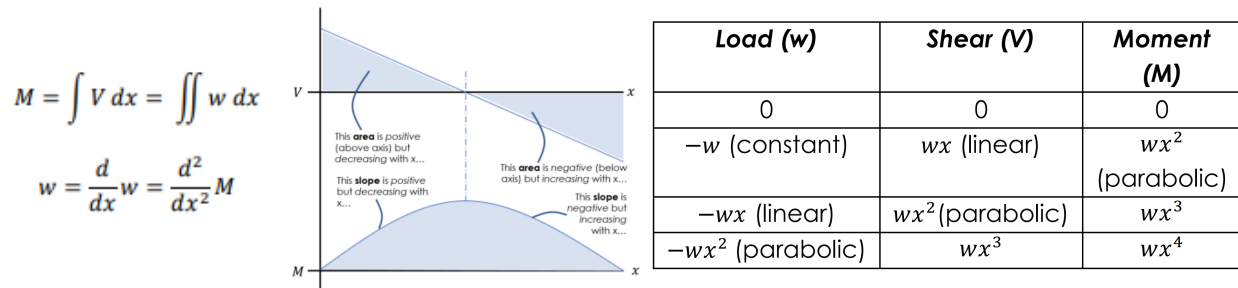 M = ∫ V dx = ∬ w dx
w = d/dx w = d²/dx² M
V
x
This area is positive
(above axis) but
decreasing with x…
This area is negative (below
axis) but increasing with x…
This slope is positive
but decreasing with
x…
This slope is
negative but
increasing
with x…
M
x
Load (w) Shear (V) Moment
(M)
0 0 0
−w (constant) wx (linear) wx²
(parabolic)
−wx (linear) wx²(parabolic) wx³
−wx² (parabolic) wx³ wx⁴